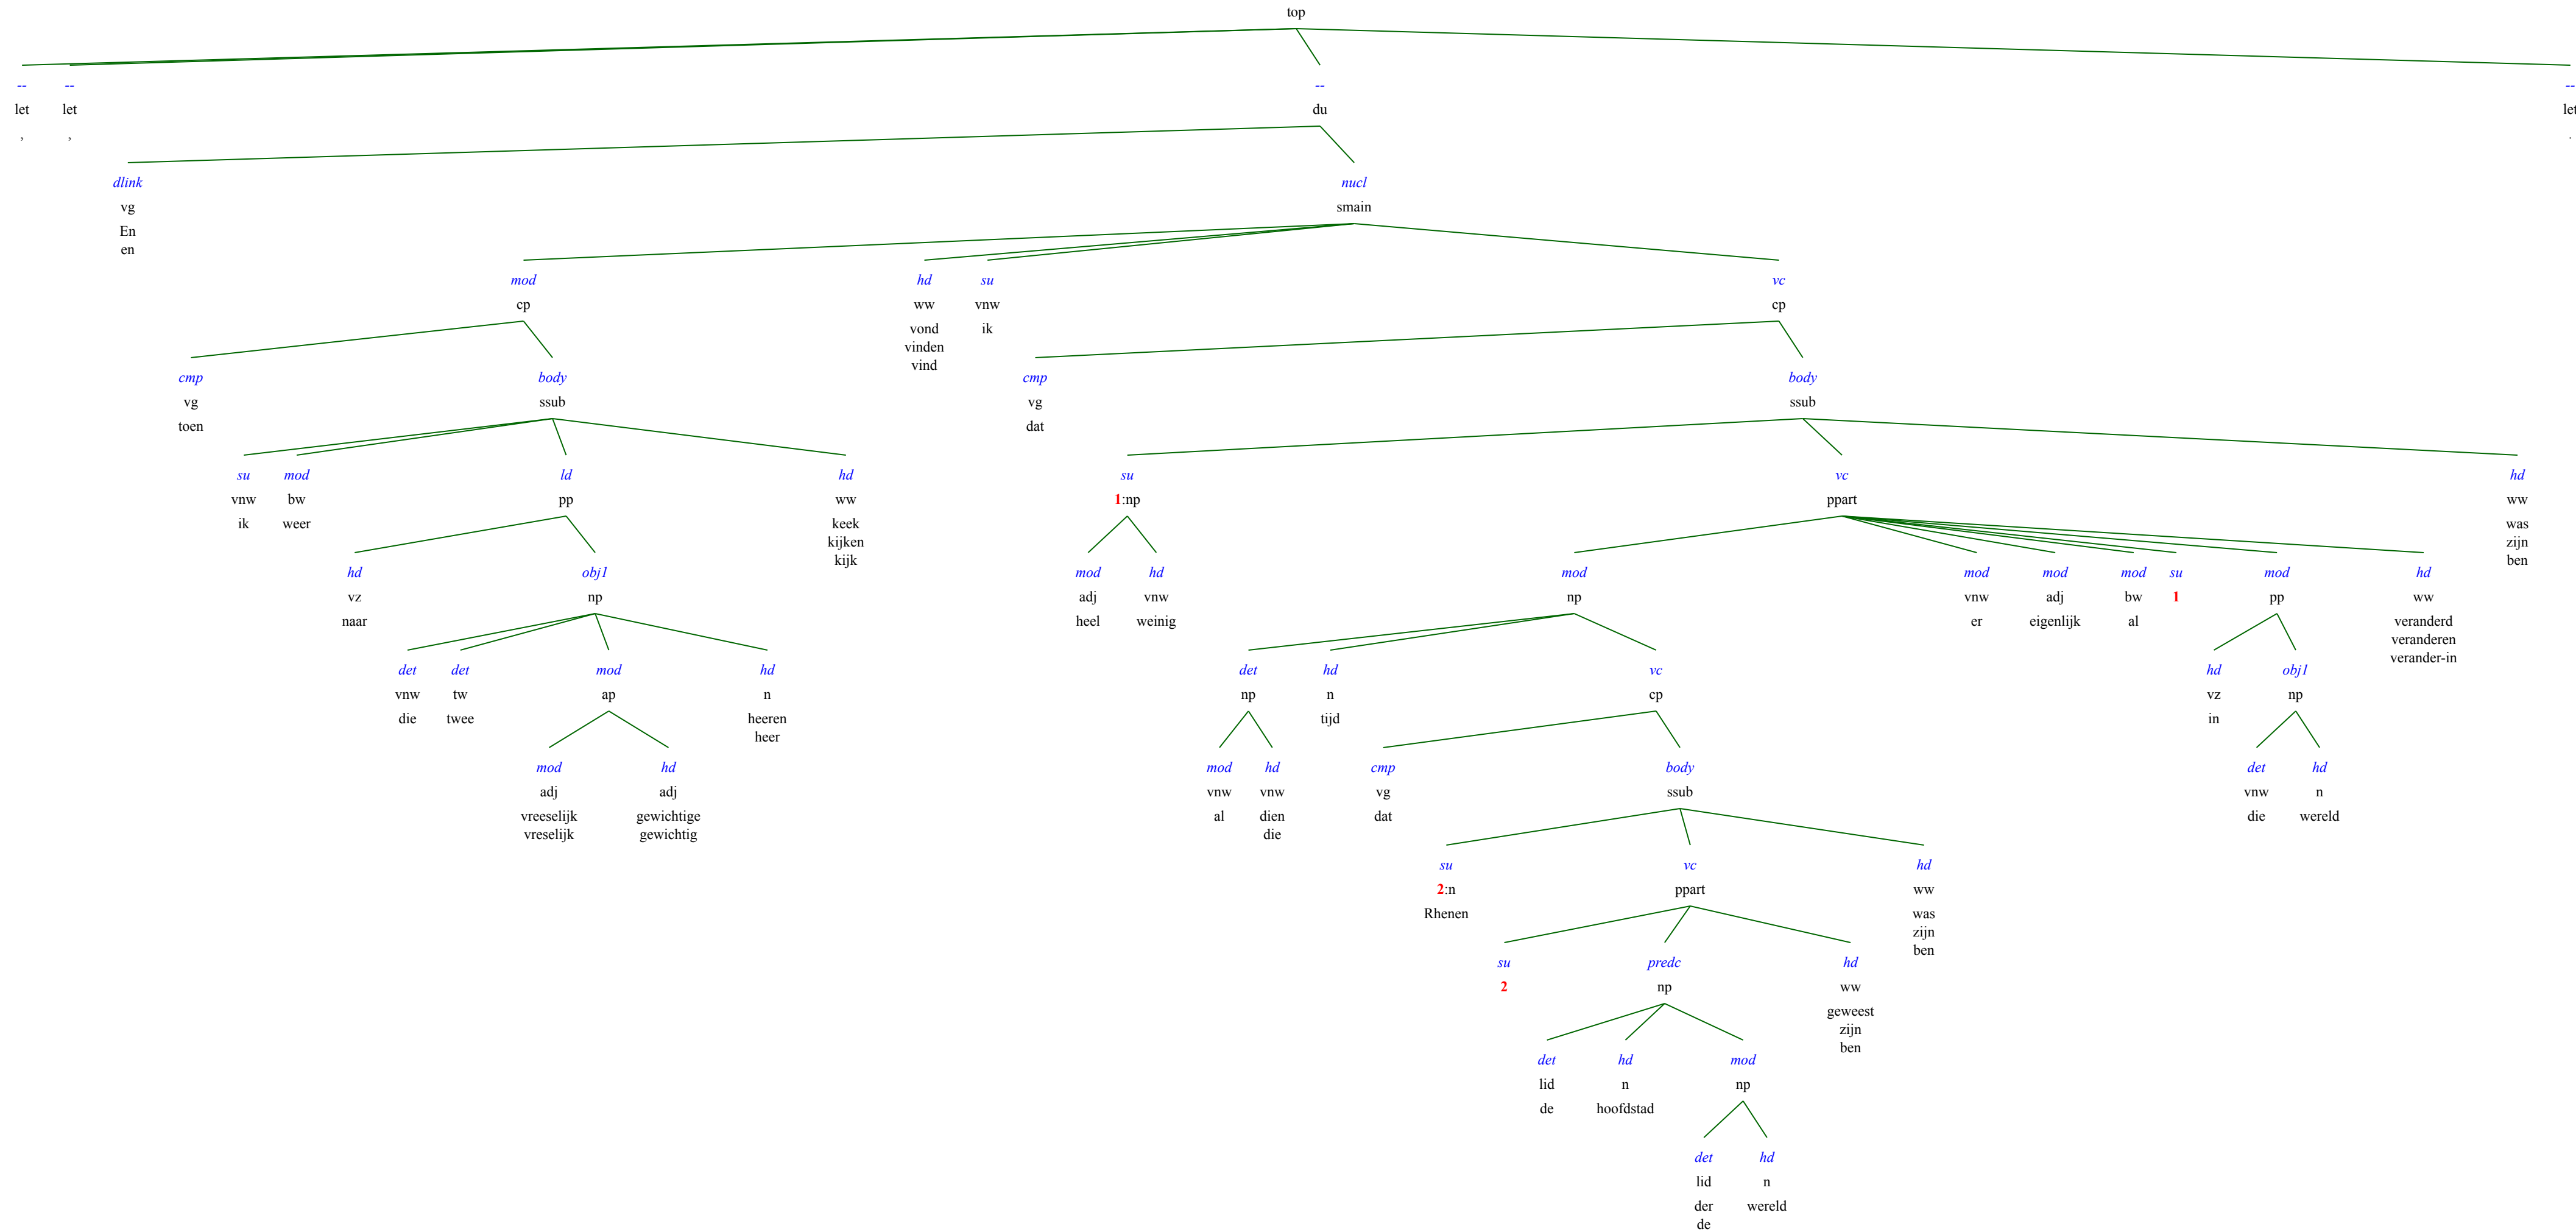 top
-- -- -- --
let let du let
, , .
dlink nucl
vg smain
En
en
mod hd su vc
cp ww vnw cp
vond ik
vinden
vind
cmp body cmp body
vg ssub vg ssub
toen dat
su mod ld hd su vc hd
vnw bw pp ww 1:np ppart ww
ik weer keek was
kijken zijn
kijk ben
hd obj1 mod hd mod mod mod mod su mod hd
vz np adj vnw np vnw adj bw 1 pp ww
naar heel weinig er eigenlijk al veranderd
veranderen
verander-in
det det mod hd det hd vc hd obj1
vnw tw ap n np n cp vz np
die twee heeren tijd in
heer
mod hd mod hd cmp body det hd
adj adj vnw vnw vg ssub vnw n
vreeselijk gewichtige al dien dat die wereld
vreselijk gewichtig die
su vc hd
2:n ppart ww
Rhenen was
zijn
ben
su predc hd
2 np ww
geweest
zijn
ben
det hd mod
lid n np
de hoofdstad
det hd
lid n
der wereld
de